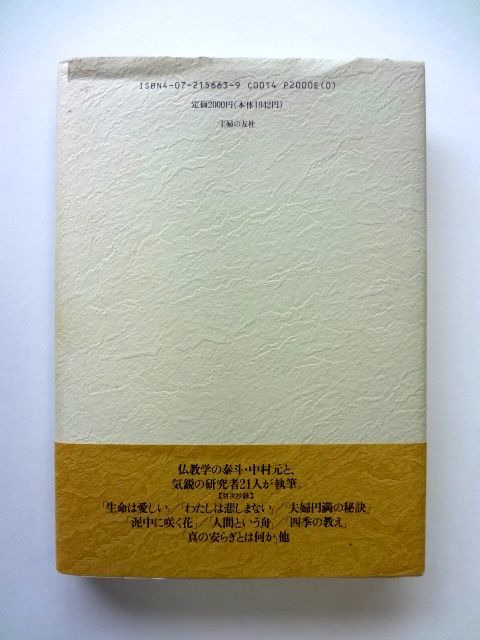 ISBN4-07-215663-9 C0014 P2000E(0)
定価2000円(本体1942円)
主婦の友社
仏教学の泰斗・中村元と、
気鋭の研究者21人が執筆。
【目次抄録】
「生命は愛しい」/「わたしは悲しまない」/「夫婦円満の秘訣」
「泥中に咲く花」/「人間という舟」/「四季の教え」
「真の安らぎとは何か」他